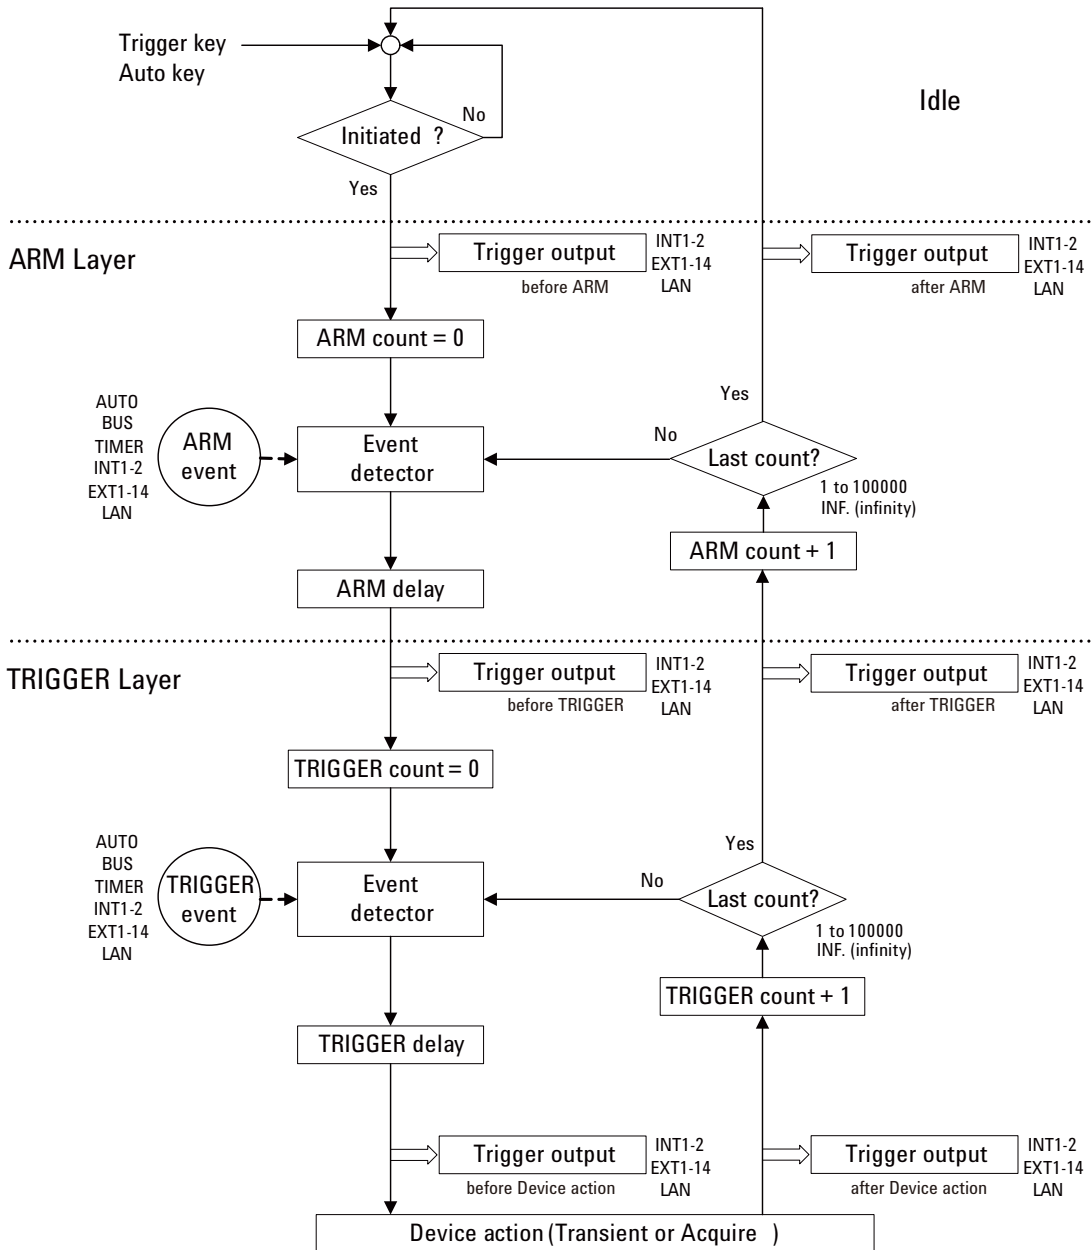 Trigger key
Auto key
Idle
No
Initiated ?
Yes
ARM Layer
Trigger output
before ARM
INT1-2
EXT1-14
LAN
Trigger output
after ARM
INT1-2
EXT1-14
LAN
ARM count = 0
AUTO
BUS
TIMER
INT1-2
EXT1-14
LAN
ARM
event
Event
detector
Yes
No
Last count?
1 to 100000
INF. (infinity)
ARM count + 1
ARM delay
TRIGGER Layer
Trigger output
before TRIGGER
INT1-2
EXT1-14
LAN
Trigger output
after TRIGGER
INT1-2
EXT1-14
LAN
TRIGGER count = 0
AUTO
BUS
TIMER
INT1-2
EXT1-14
LAN
TRIGGER
event
Event
detector
Yes
No
Last count?
1 to 100000
INF. (infinity)
TRIGGER count + 1
TRIGGER delay
Trigger output
before Device action
INT1-2
EXT1-14
LAN
Trigger output
after Device action
INT1-2
EXT1-14
LAN
Device action (Transient or Acquire )